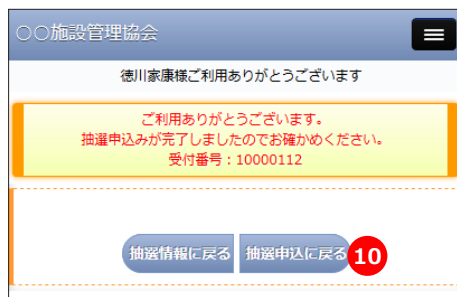 ○○施設管理協会
徳川家康様ご利用ありがとうございます
ご利用ありがとうございます。
抽選申込みが完了しましたのでお確かめください。
受付番号：10000112
抽選情報に戻る 抽選申込に戻る 10